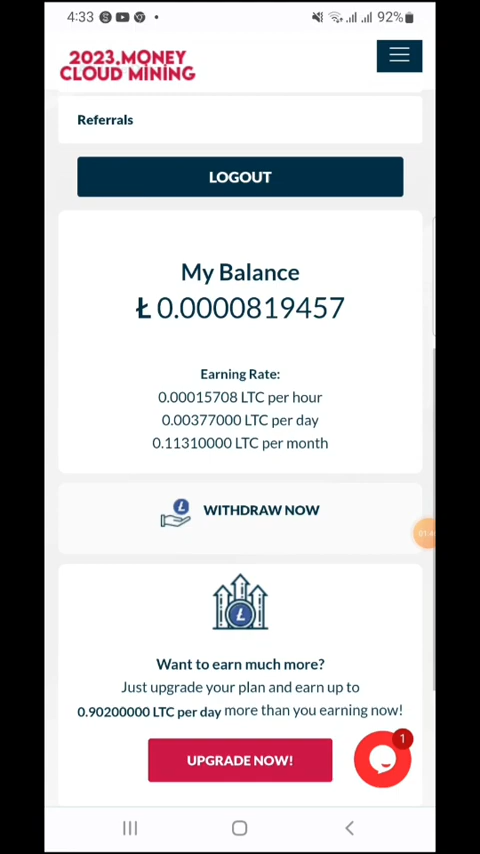 4:33
92%
2023.MONEY
CLOUD MINING
Referrals
LOGOUT
My Balance
Ł 0.0000819457
Earning Rate:
0.00015708 LTC per hour
0.00377000 LTC per day
0.11310000 LTC per month
WITHDRAW NOW
Want to earn much more?
Just upgrade your plan and earn up to
0.90200000 LTC per day more than you earning now!
1
UPGRADE NOW!